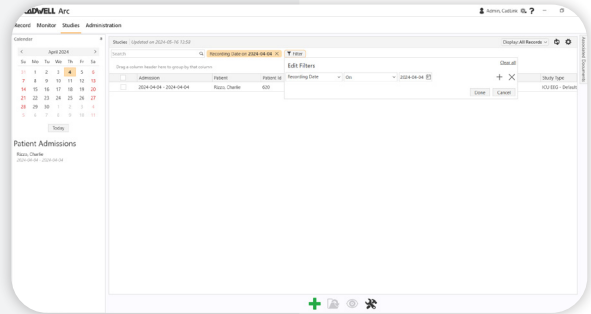 CADWELL Arc
Admin, Cadlink
Record Monitor Studies Administration
Calendar
April 2024
Su Mo Tu We Th Fr Sa
31 1 2 3 4 5 6
7 8 9 10 11 12 13
14 15 16 17 18 19 20
21 22 23 24 25 26 27
28 29 30 1 2 3 4
5 6 7 8 9 10 11
Today
Patient Admissions
Rizzo, Charlie
2024-04-04 - 2024-04-04
Studies Updated on 2024-05-16 13:50
Display: All Records
Search
Recording Date on 2024-04-04
Filter
Drag a column header here to group by that column.
Edit Filters
Clear all
Recording Date On 2024-04-04
Close Cancel
Admission Patient Patient Id Study Type
2024-04-04 - 2024-04-04 Rizzo, Charlie 620 ICU EEG - Default
Associated Documents